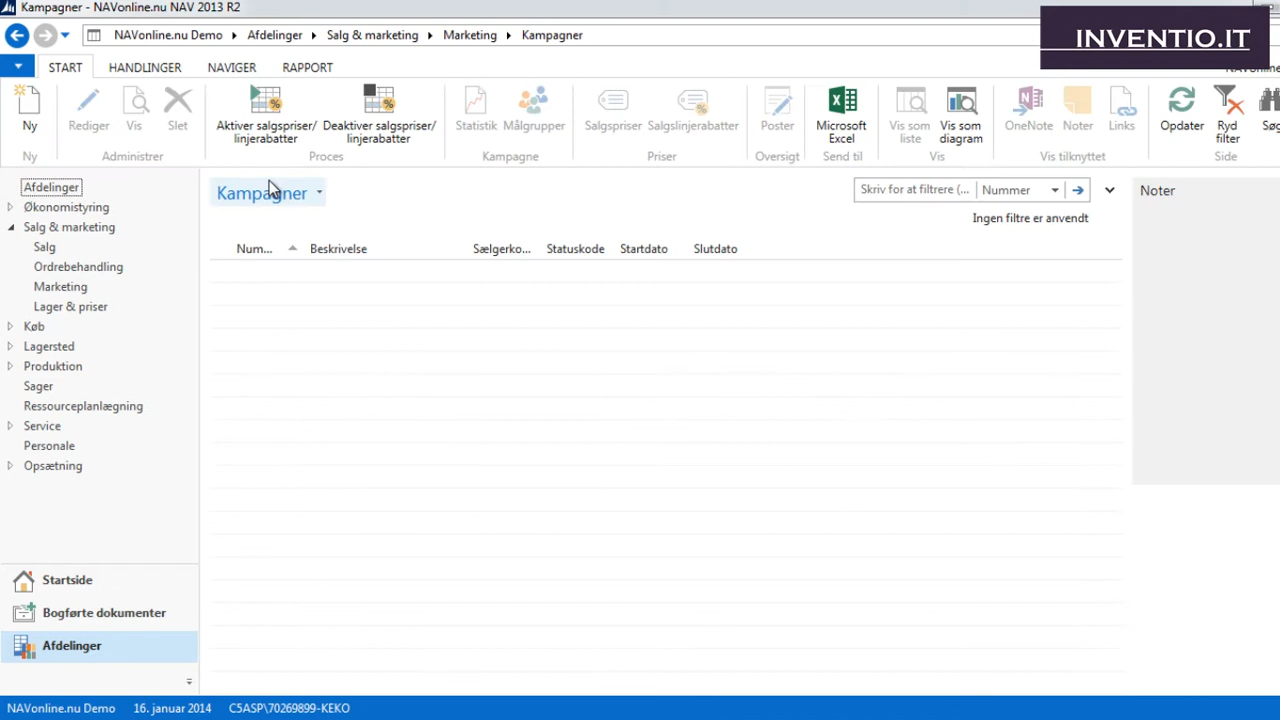 Kampagner - NAVonline.nu NAV 2013 R2
INVENTIO.IT
NAVonline.nu Demo Afdelinger Salg & marketing Marketing Kampagner
START HANDLINGER NAVIGER RAPPORT
Ny Rediger Vis Slet Aktiver salgspriser/ linjerabatter Deaktiver salgspriser/ linjerabatter Statistik Målgrupper Salgspriser Salgslinjerabatter Poster Microsoft Excel Vis som liste Vis som diagram OneNote Noter Links Opdater Ryd filter
Ny Administrer Proces Kampagne Priser Oversigt Send til Vis Vis tilknyttet Side
Afdelinger
Økonomistyring
Salg & marketing
Salg
Ordrebehandling
Marketing
Lager & priser
Køb
Lagersted
Produktion
Sager
Ressourceplanlægning
Service
Personale
Opsætning
Startside
Bogførte dokumenter
Afdelinger
Kampagner
Skriv for at filtrere (... Nummer
Ingen filtre er anvendt
Num... Beskrivelse Sælgerko... Statuskode Startdato Slutdato
Noter
NAVonline.nu Demo 16. januar 2014 C5ASP\70269899-KEKO